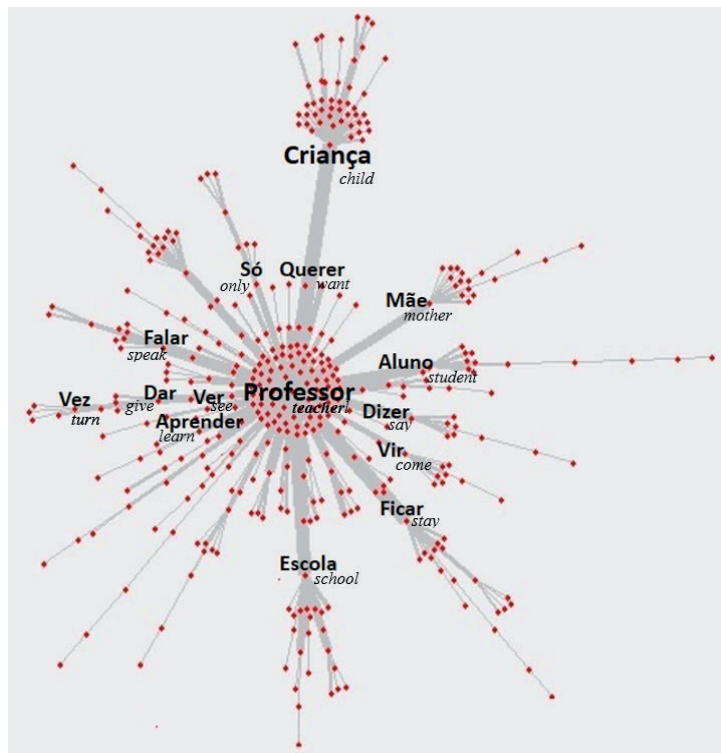 Criança
child
Só
only
Querer
want
Mãe
mother
Falar
speak
Aluno
student
Professor
teacher
Vez
turn
Dar
give
Ver
see
Aprender
learn
Dizer
say
Vir
come
Ficar
stay
Escola
school